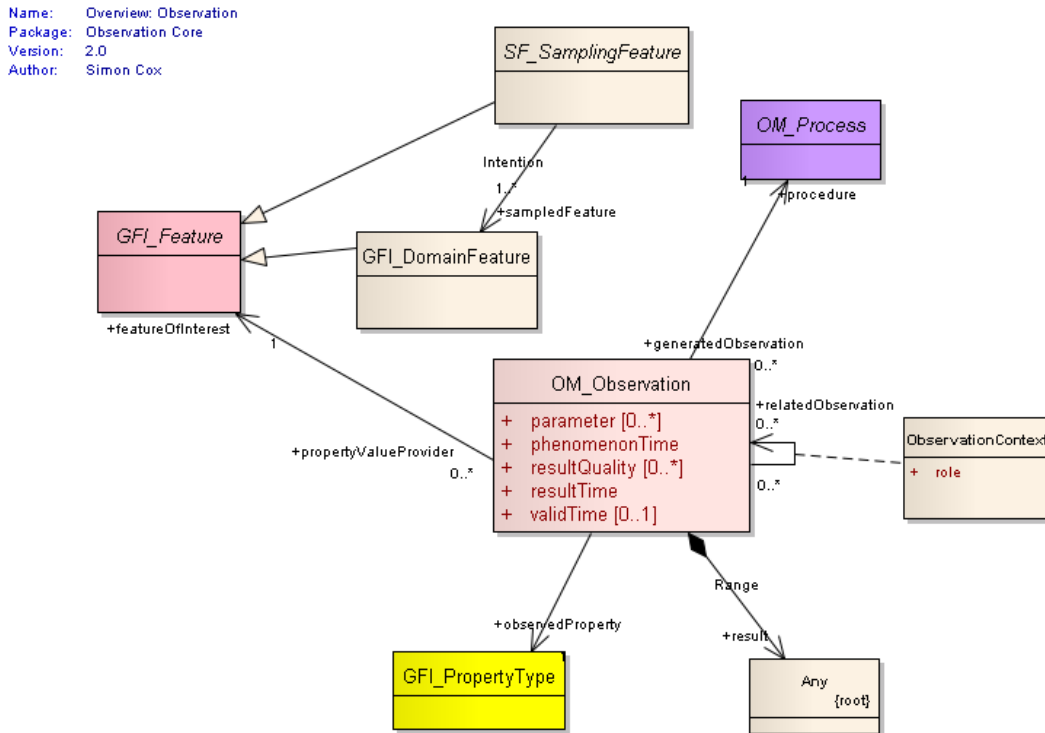 Name: Overview: Observation
Package: Observation Core
Version: 2.0
Author: Simon Cox
SF_SamplingFeature
OM_Process
Intention
1..*
+sampledFeature
1
+procedure
GFI_Feature
GFI_DomainFeature
+featureOfInterest
1
+generatedObservation
0..*
OM_Observation
+ parameter [0..*]
+ phenomenonTime
+ resultQuality [0..*]
+ resultTime
+ validTime [0..1]
+relatedObservation
0..*
0..*
ObservationContext
+ role
+propertyValueProvider
0..*
Range
+observedProperty
+result
GFI_PropertyType
Any
{root}